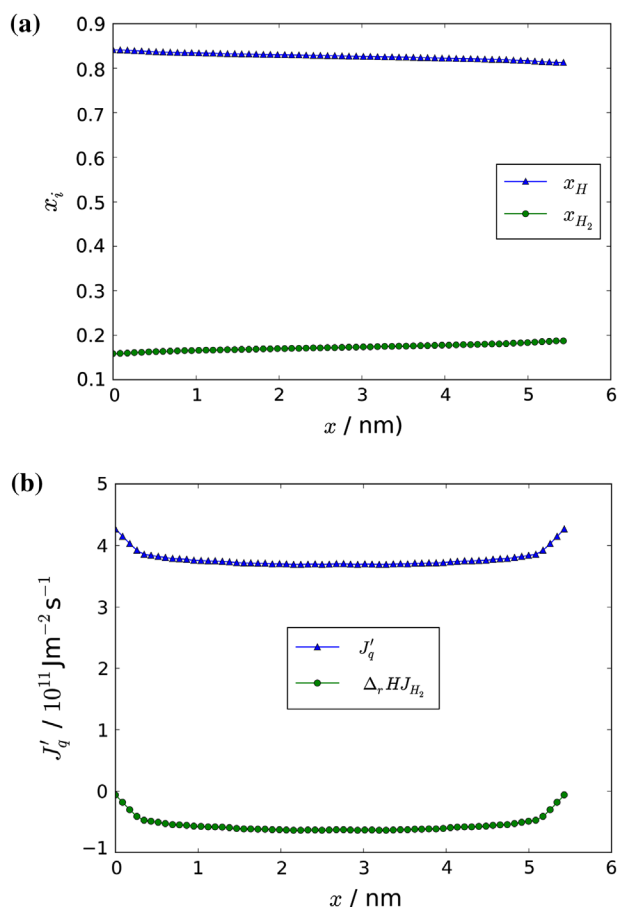 (a)
0.9
0.8
0.7
0.6
0.5
0.4
0.3
0.2
0.1
x_i
x_H
x_{H_2}
0 1 2 3 4 5 6
x / nm)
(b)
5
4
3
2
1
0
−1
J'_q / 10^{11} Jm^{−2} s^{−1}
J'_q
Δ_r H J_{H_2}
0 1 2 3 4 5 6
x / nm